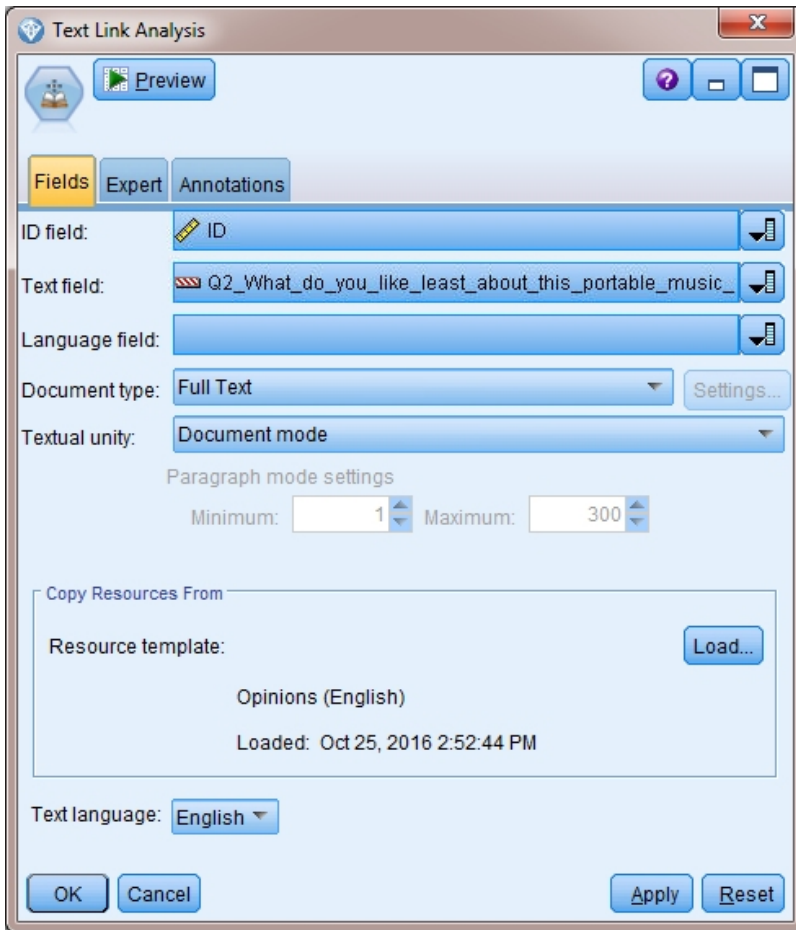 Text Link Analysis
Preview
Fields Expert Annotations
ID field: ID
Text field: Q2_What_do_you_like_least_about_this_portable_music_
Language field:
Document type: Full Text Settings...
Textual unity: Document mode
Paragraph mode settings
Minimum: 1 Maximum: 300
Copy Resources From
Resource template: Load...
Opinions (English)
Loaded: Oct 25, 2016 2:52:44 PM
Text language: English
OK Cancel Apply Reset